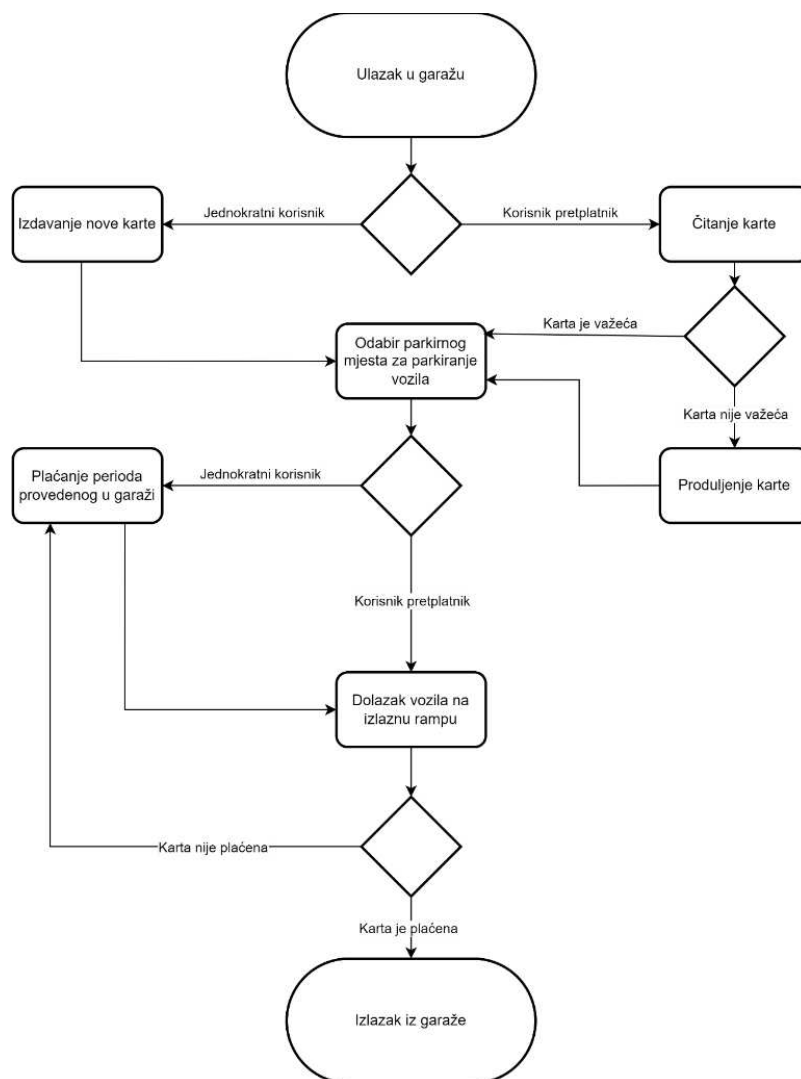 Ulazak u garažu
Jednokratni korisnik
Korisnik pretplatnik
Izdavanje nove karte
Čitanje karte
Karta je važeća
Odabir parkirnog
mjesta za parkiranje
vozila
Karta nije važeća
Jednokratni korisnik
Plaćanje perioda
provedenog u garaži
Produljenje karte
Korisnik pretplatnik
Dolazak vozila na
izlaznu rampu
Karta nije plaćena
Karta je plaćena
Izlazak iz garaže